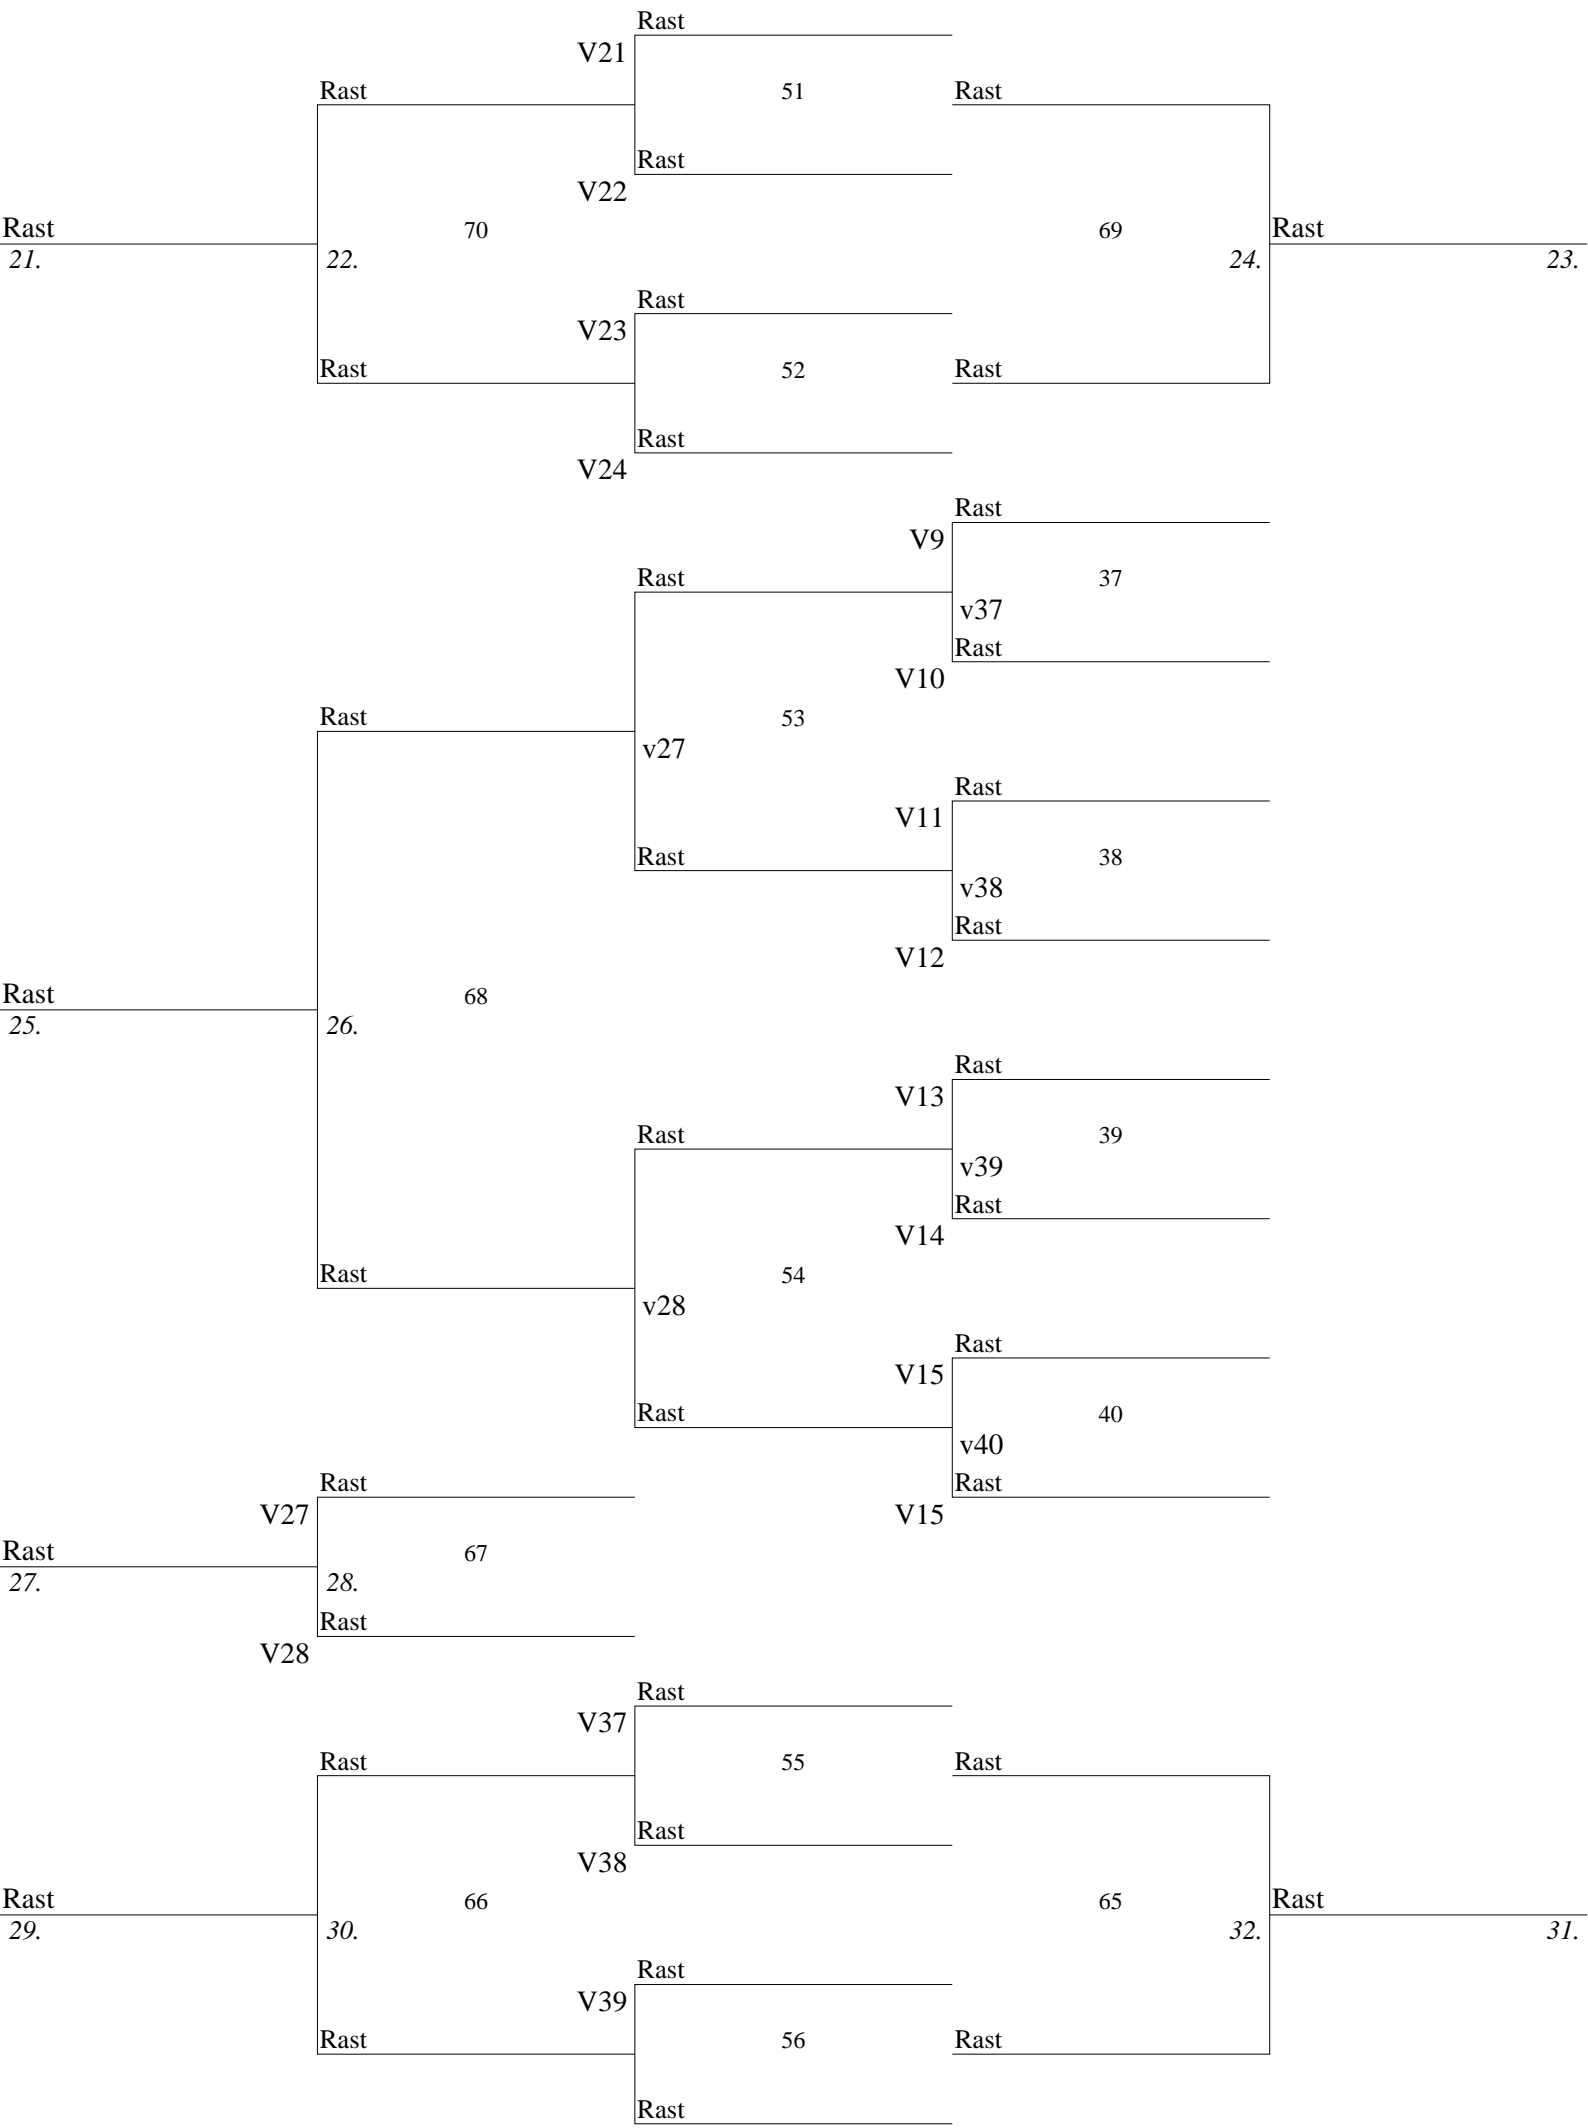 Rast
V21
Rast 51 Rast
Rast
V22
Rast 70 69 Rast
21. 22. 24. 23.
Rast
V23
Rast 52 Rast
Rast
V24
Rast
V9
Rast 37
v37
Rast
V10
Rast 53
v27
Rast
V11
Rast 38
v38
Rast
V12
Rast 68
25. 26.
Rast
V13
Rast 39
v39
Rast
V14
Rast 54
v28
Rast
V15
Rast 40
v40
Rast Rast
V27 V15
Rast 67
27. 28.
Rast
V28
Rast
V37
Rast 55 Rast
Rast
V38
Rast 66 65 Rast
29. 30. 32. 31.
Rast
V39
Rast 56 Rast
Rast